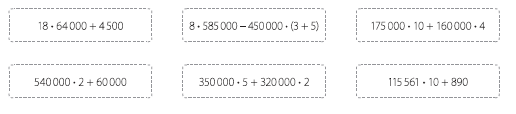 18 • 64 000 + 4 500
8 • 585 000 – 450 000 • (3 + 5)
175 000 • 10 + 160 000 • 4
540 000 • 2 + 60 000
350 000 • 5 + 320 000 • 2
115 561 • 10 + 890